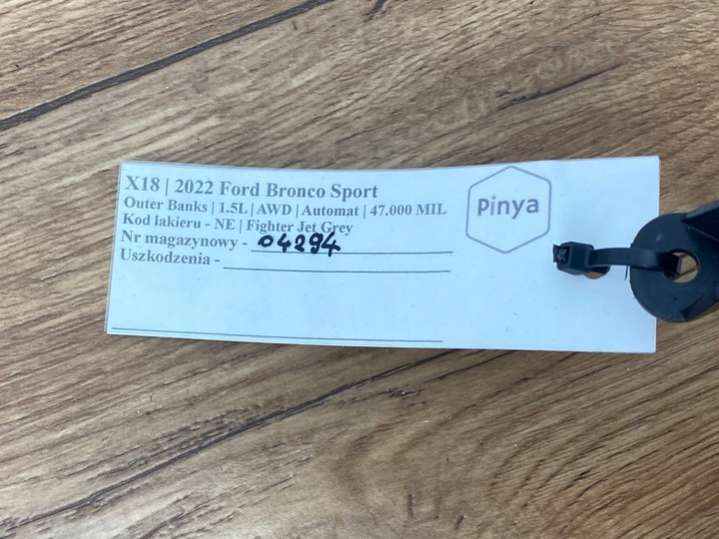 X18 | 2022 Ford Bronco Sport
Outer Banks | 1.5L | AWD | Automat | 47.000 MIL
Kod lakieru - NE | Fighter Jet Grey
Nr magazynowy - 04294
Uszkodzenia -
Pinya